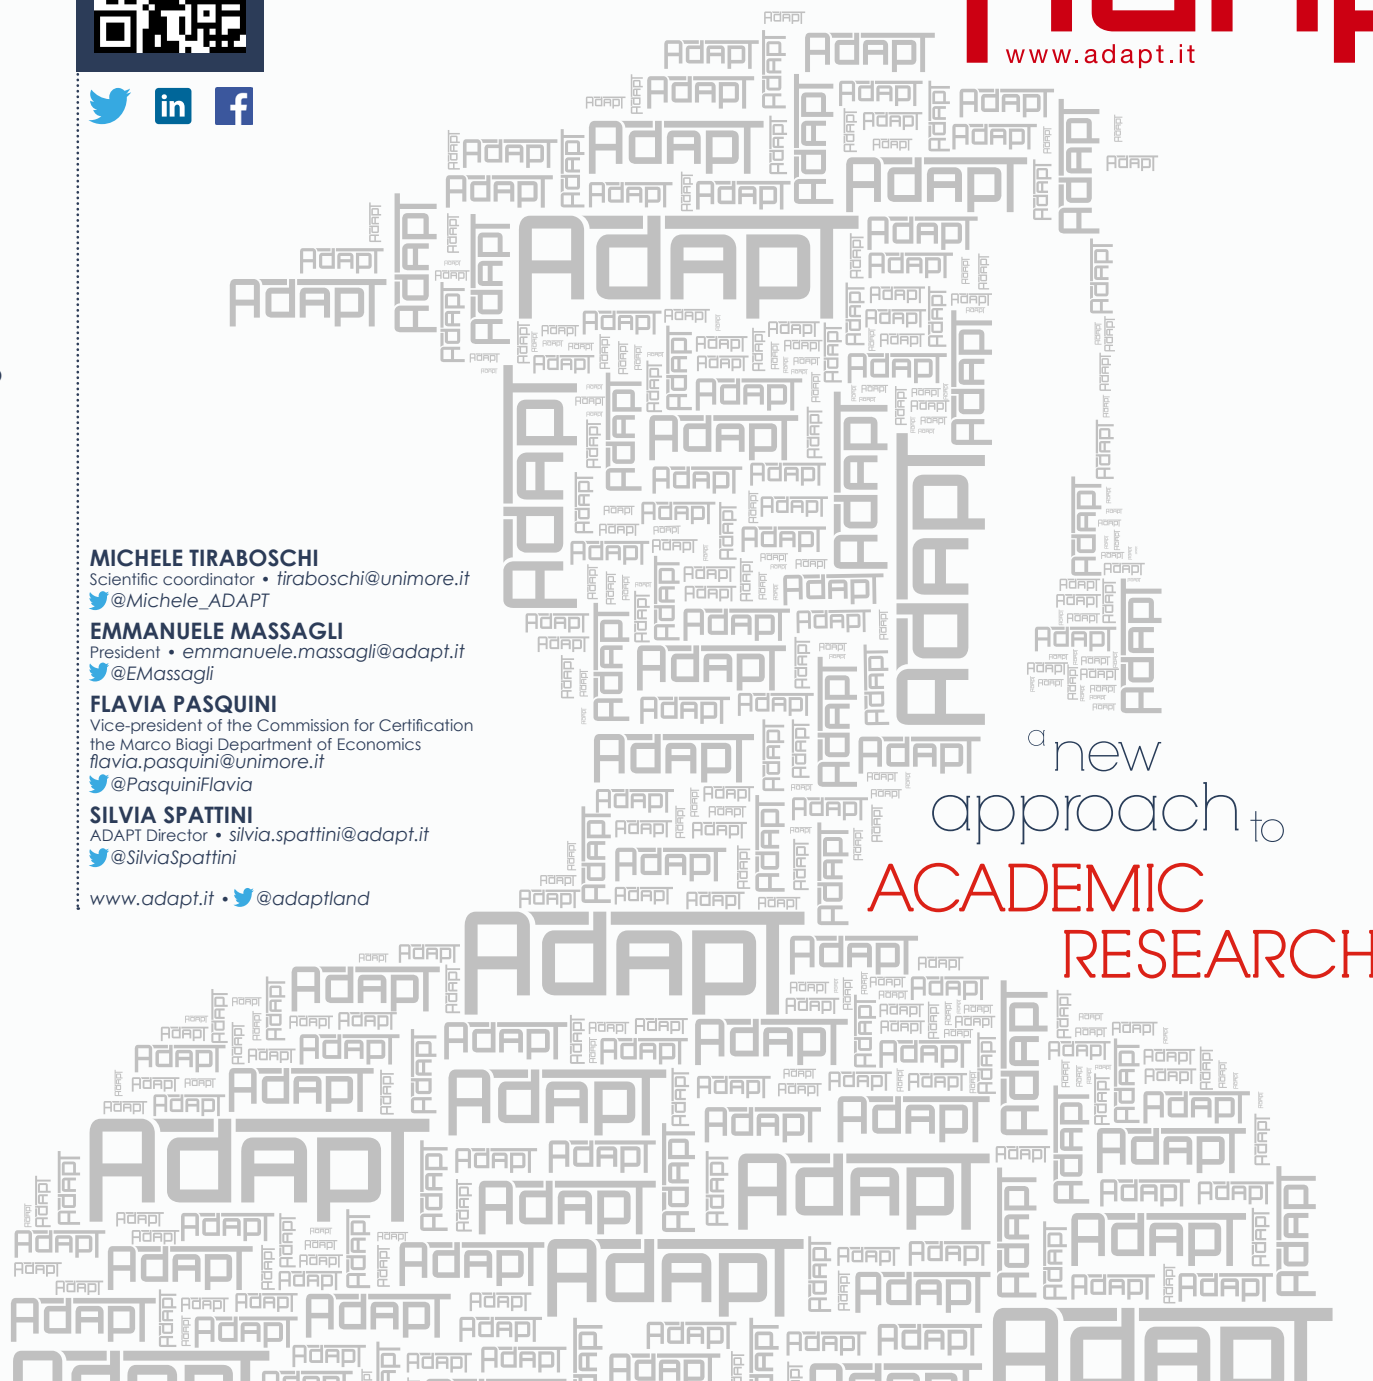 Adapt
www.adapt.it
in
f
MICHELE TIRABOSCHI
Scientific coordinator • tiraboschi@unimore.it
@Michele_ADAPT
EMMANUELE MASSAGLI
President • emmanuele.massagli@adapt.it
@EMassagli
FLAVIA PASQUINI
Vice-president of the Commission for Certification
the Marco Biagi Department of Economics
flavia.pasquini@unimore.it
@PasquiniFlavia
SILVIA SPATTINI
ADAPT Director • silvia.spattini@adapt.it
@SilviaSpattini
www.adapt.it • @adaptland
a new
approach to
ACADEMIC
RESEARCH